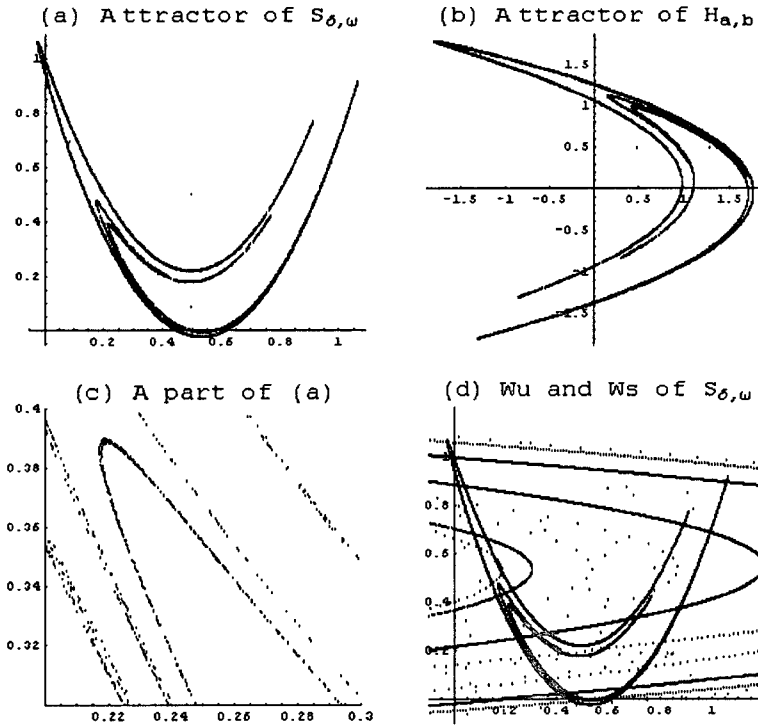 (a) Attractor of Sδ,ω
(b) Attractor of Ha,b
1
0.8
0.6
0.4
0.2
0.2 0.4 0.6 0.8 1
1.5
1
0.5
-1.5 -1 -0.5 0.5 1 1.5
-0.5
-1
-1.5
(c) A part of (a)
(d) Wu and Ws of Sδ,ω
0.4
0.38
0.36
0.34
0.32
0.22 0.24 0.26 0.28 0.3
1
0.8
0.6
0.4
0.2
0.2 0.4 0.6 0.8 1